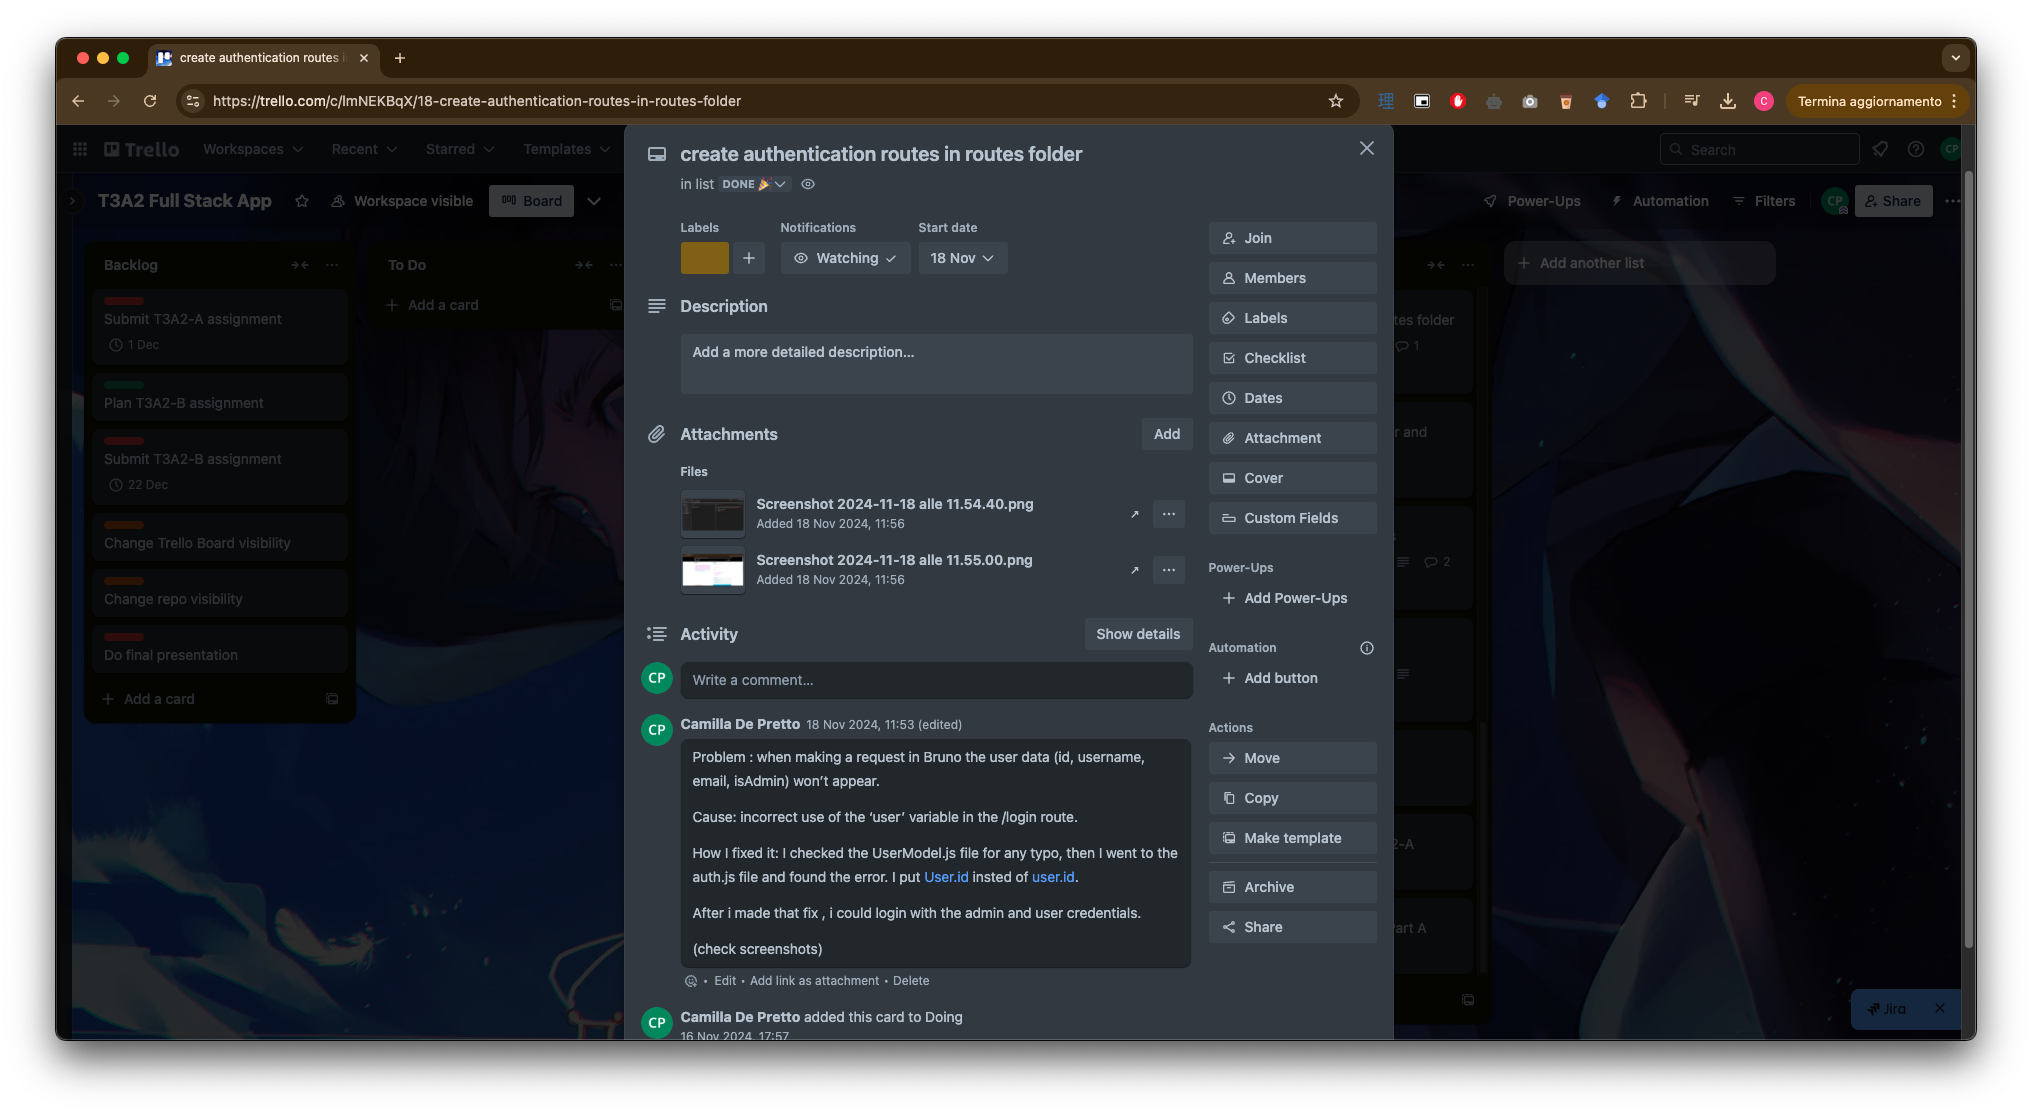 create authentication routes i
https://trello.com/c/lmNEKBqX/18-create-authentication-routes-in-routes-folder
C
Termina aggiornamento
Trello
Workspaces
Recent
Starred
Templates
Search
CP
T3A2 Full Stack App
Workspace visible
Board
Power-Ups
Automation
Filters
CP
Share
Backlog
Submit T3A2-A assignment
1 Dec
Plan T3A2-B assignment
Submit T3A2-B assignment
22 Dec
Change Trello Board visibility
Change repo visibility
Do final presentation
+ Add a card
To Do
+ Add a card
create authentication routes in routes folder
in list DONE 🎉
Labels
Notifications
Start date
+
Watching
18 Nov
Description
Add a more detailed description...
Attachments
Add
Files
Screenshot 2024-11-18 alle 11.54.40.png
Added 18 Nov 2024, 11:56
Screenshot 2024-11-18 alle 11.55.00.png
Added 18 Nov 2024, 11:56
Activity
Show details
CP
Write a comment...
CP
Camilla De Pretto 18 Nov 2024, 11:53 (edited)
Problem : when making a request in Bruno the user data (id, username,
email, isAdmin) won’t appear.
Cause: incorrect use of the ‘user’ variable in the /login route.
How I fixed it: I checked the UserModel.js file for any typo, then I went to the
auth.js file and found the error. I put User.id insted of user.id.
After i made that fix , i could login with the admin and user credentials.
(check screenshots)
• Edit • Add link as attachment • Delete
CP
Camilla De Pretto added this card to Doing
16 Nov 2024, 17:57
Join
Members
Labels
Checklist
Dates
Attachment
Cover
Custom Fields
Power-Ups
+ Add Power-Ups
Automation
+ Add button
Actions
Move
Copy
Make template
Archive
Share
tes folder
1
r and
2
-A
art A
+ Add another list
Jira